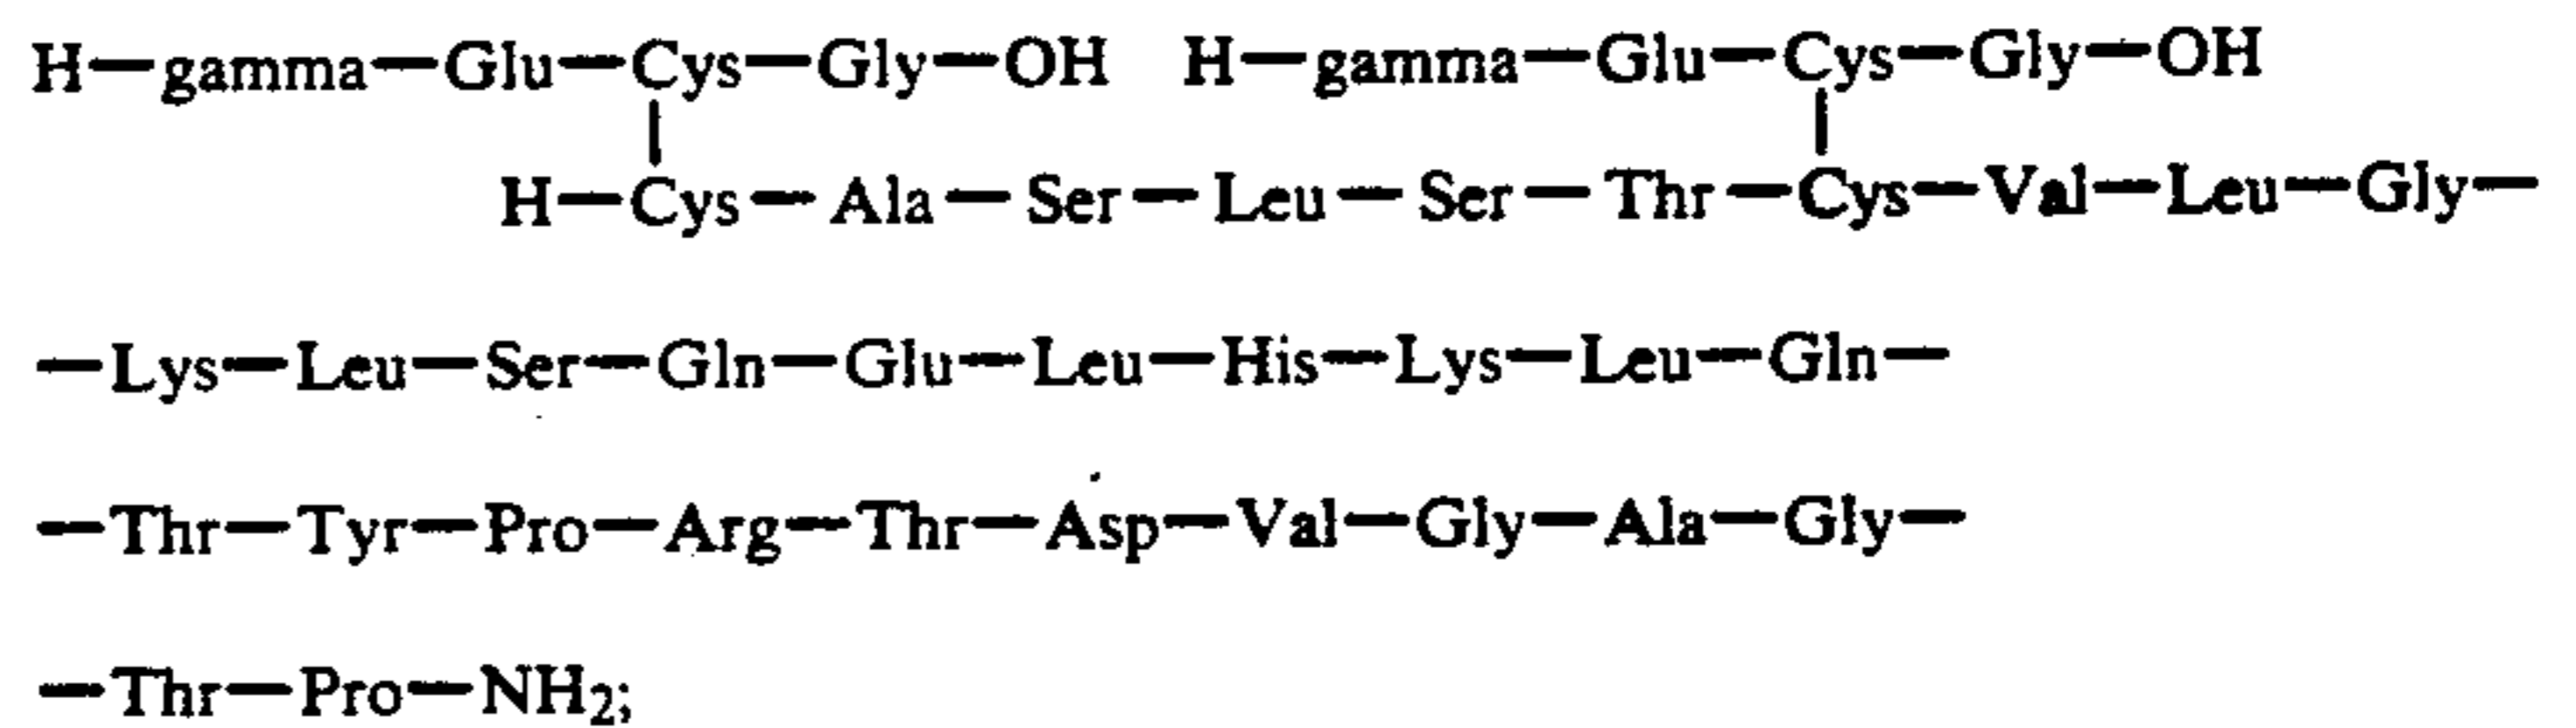 H—gamma—Glu—Cys—Gly—OH H—gamma—Glu—Cys—Gly—OH
H—Cys—Ala—Ser—Leu—Ser—Thr—Cys—Val—Leu—Gly—
—Lys—Leu—Ser—Gln—Glu—Leu—His—Lys—Leu—Gln—
—Thr—Tyr—Pro—Arg—Thr—Asp—Val—Gly—Ala—Gly—
—Thr—Pro—NH₂;